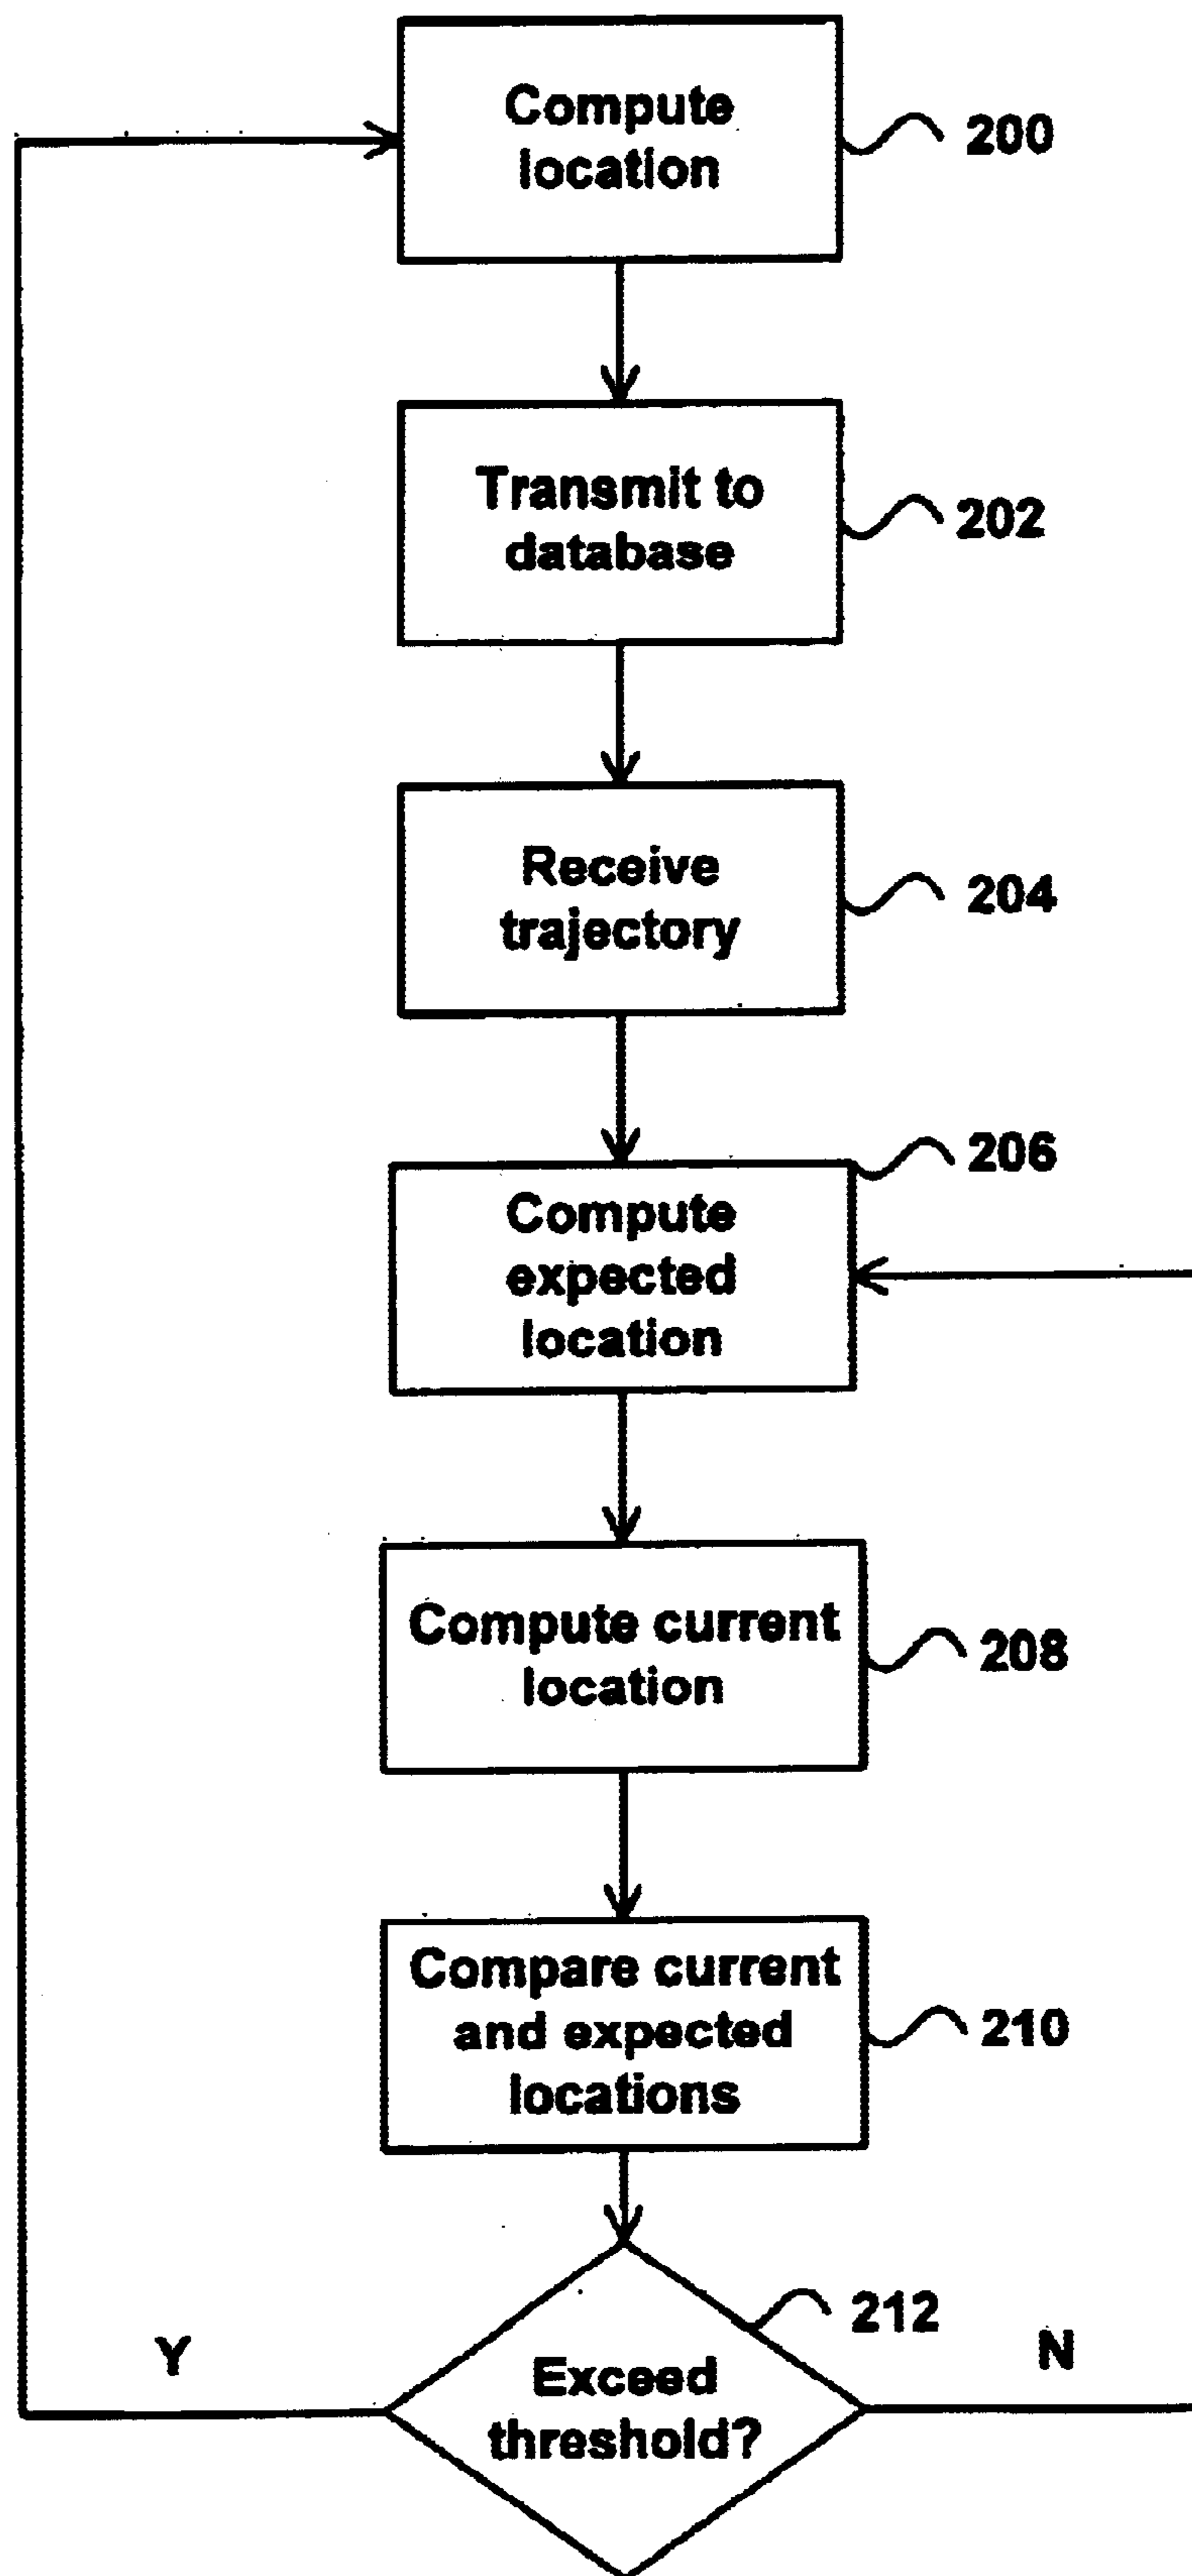 Compute
location
200
Transmit to
database
202
Receive
trajectory
204
206
Compute
expected
location
Compute current
location
208
Compare current
and expected
locations
210
212
Y
N
Exceed
threshold?